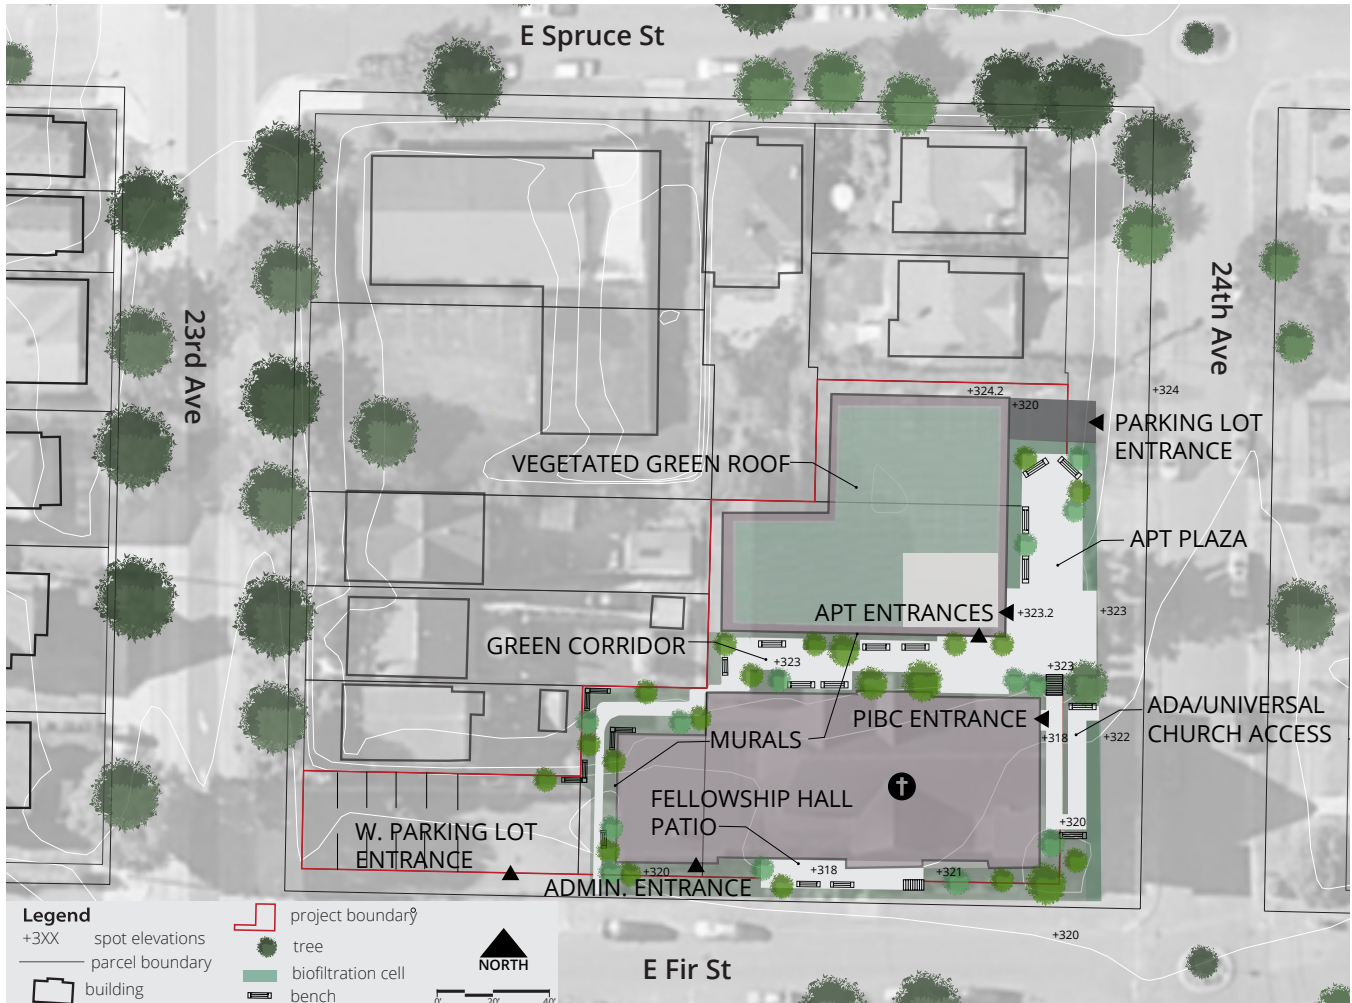 E Spruce St
23rd Ave
24th Ave
+324.2
+324
+320
PARKING LOT
ENTRANCE
VEGETATED GREEN ROOF
APT PLAZA
APT ENTRANCES
+323.2
+323
GREEN CORRIDOR
+323
+323
PIBC ENTRANCE
ADA/UNIVERSAL
CHURCH ACCESS
+318
+322
MURALS
FELLOWSHIP HALL
PATIO
+320
W. PARKING LOT
ENTRANCE
+320
+318
+321
ADMIN. ENTRANCE
+320
E Fir St
Legend
+3XX spot elevations
parcel boundary
building
project boundary
tree
biofiltration cell
bench
NORTH
0' 20' 40'